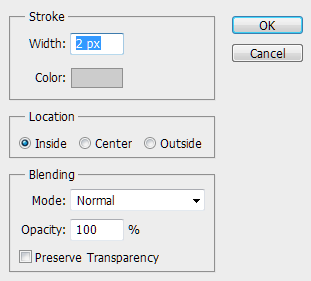 Stroke
OK
Width: 2 px
Cancel
Color:
Location
Inside Center Outside
Blending
Mode: Normal
Opacity: 100 %
Preserve Transparency